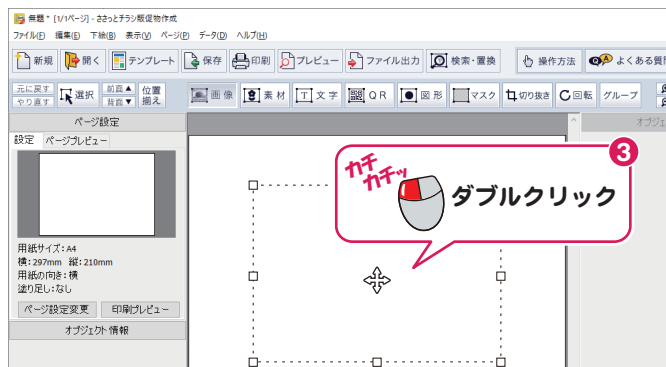 無題* [1/1ページ] - ささっとチラシ販促物作成
ファイル(F) 編集(E) 下絵(B) 表示(V) ページ(P) データ(D) ヘルプ(H)
新規 開く テンプレート 保存 印刷 プレビュー ファイル出力 検索・置換 操作方法 Q&A よくある質問
元に戻す 選択 前面▲ 位置 画像 素材 T 文字 QR 図形 マスク 切り抜き 回転 グループ
やり直す 背面▼ 揃え
ページ設定
オブジェ
設定 ページプレビュー
3
カチ
カチッ
ダブルクリック
用紙サイズ:A4
横:297mm 縦:210mm
用紙の向き:横
塗り足し:なし
ページ設定変更 印刷プレビュー
オブジェクト情報